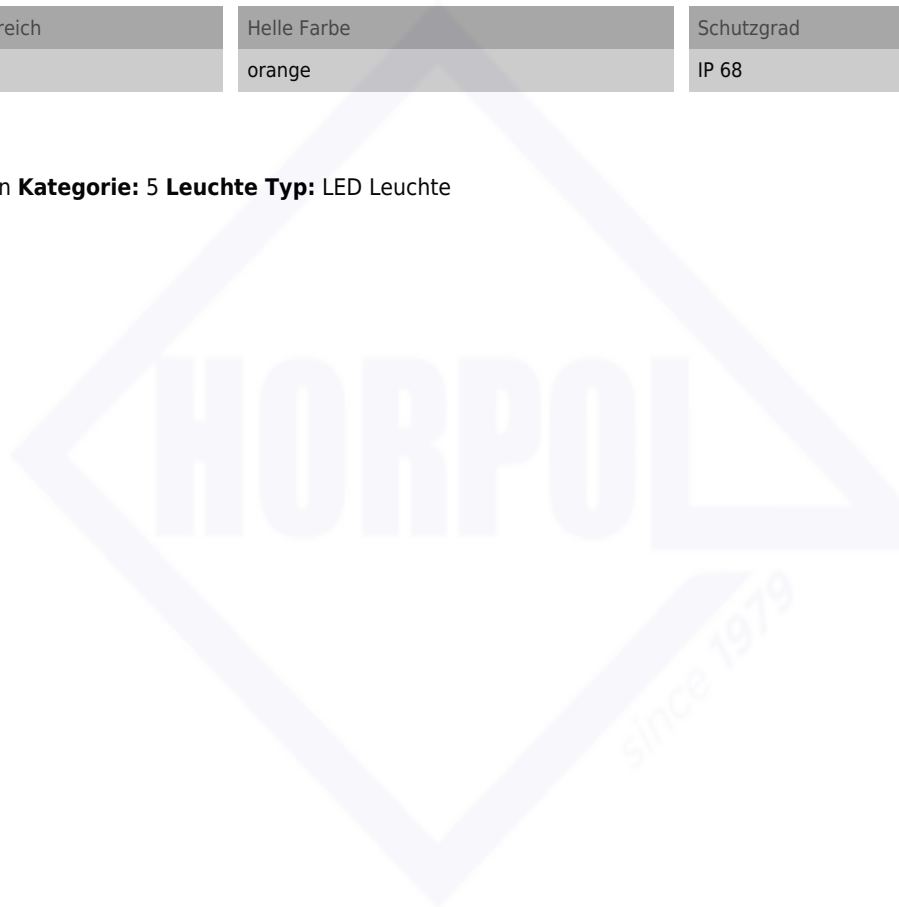 reich Helle Farbe Schutzgrad
orange IP 68
n Kategorie: 5 Leuchte Typ: LED Leuchte
HORPOL
since 1979